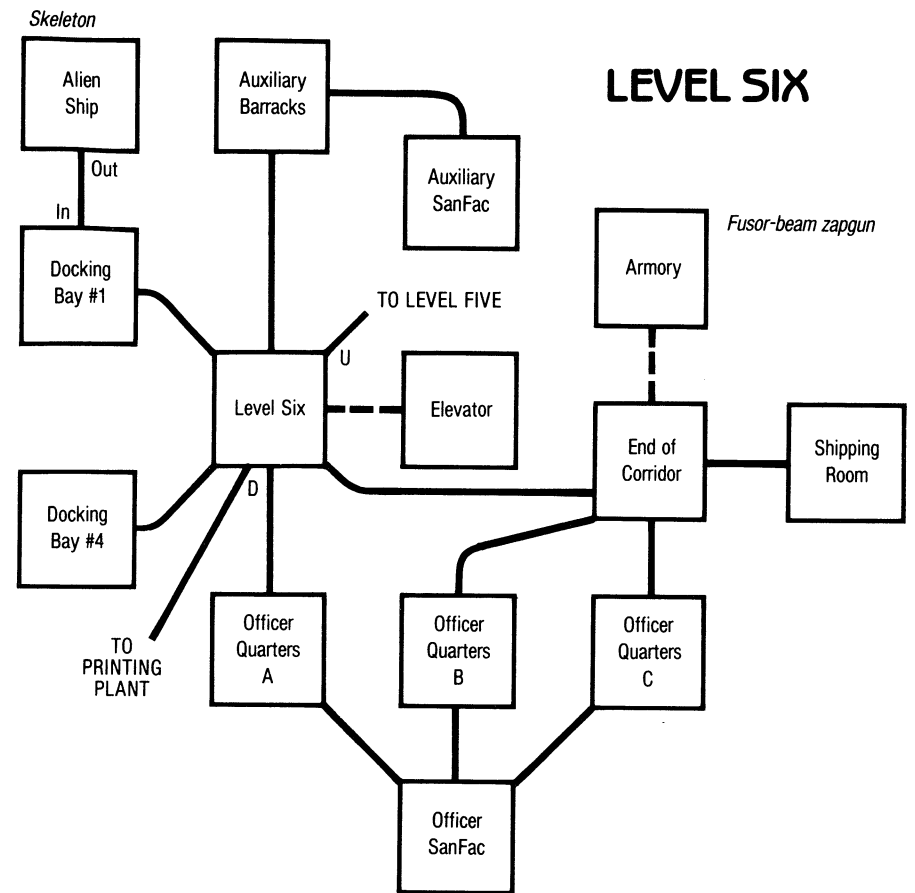 Skeleton
Alien
Ship
Auxiliary
Barracks
LEVEL SIX
Out
Auxiliary
SanFac
In
Fusor-beam zapgun
Docking
Bay #1
Armory
TO LEVEL FIVE
U
Level Six
Elevator
End of
Corridor
Shipping
Room
D
Docking
Bay #4
TO
PRINTING
PLANT
Officer
Quarters
A
Officer
Quarters
B
Officer
Quarters
C
Officer
SanFac